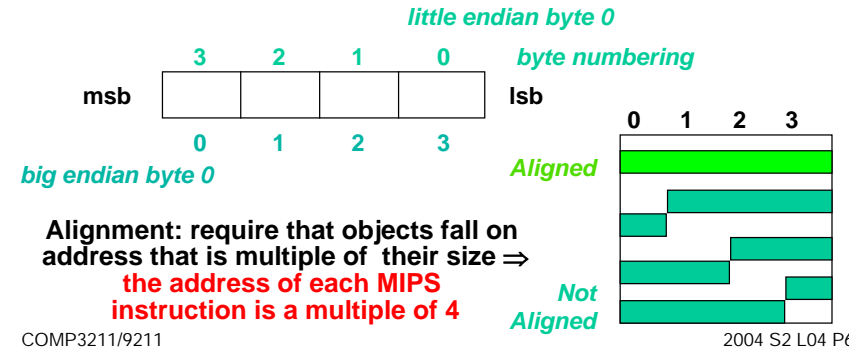 little endian byte 0
3 2 1 0 byte numbering
msb lsb
0 1 2 3
big endian byte 0
0 1 2 3
Aligned
Alignment: require that objects fall on
address that is multiple of their size ⇒
the address of each MIPS
instruction is a multiple of 4
Not
Aligned
COMP3211/9211 2004 S2 L04 P6